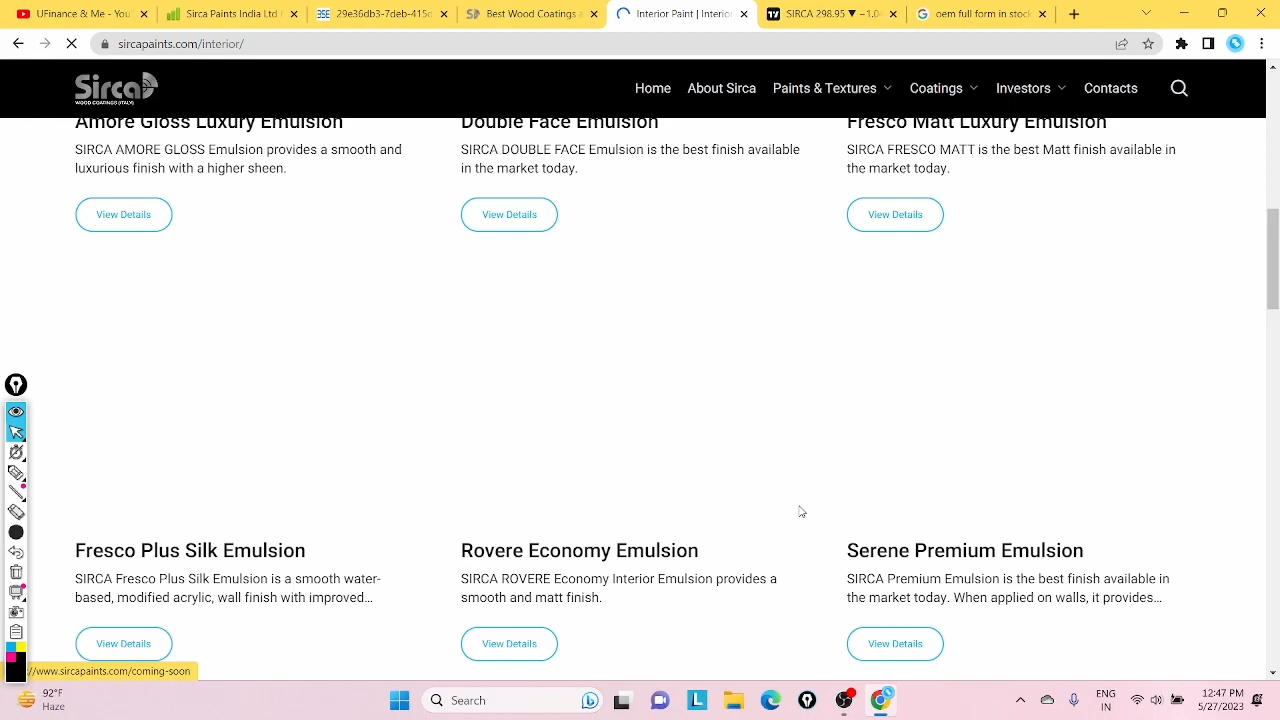 UFinance & Markets - You
Sirca Paints India Ltd share
29e36db3-7deb-415d
Best Wood Coatings a
Interior Paint | Interior
SIRCA 298.95 ▼ −1.0
oem full form in stock
sircapaints.com/interior/
Sirca
WOOD COATINGS (ITALY)
Home
About Sirca
Paints & Textures
Coatings
Investors
Contacts
Amore Gloss Luxury Emulsion
SIRCA AMORE GLOSS Emulsion provides a smooth and
luxurious finish with a higher sheen.
View Details
Double Face Emulsion
SIRCA DOUBLE FACE Emulsion is the best finish available
in the market today.
View Details
Fresco Matt Luxury Emulsion
SIRCA FRESCO MATT is the best Matt finish available in
the market today.
View Details
Fresco Plus Silk Emulsion
SIRCA Fresco Plus Silk Emulsion is a smooth water-
based, modified acrylic, wall finish with improved...
View Details
Rovere Economy Emulsion
SIRCA ROVERE Economy Interior Emulsion provides a
smooth and matt finish.
View Details
Serene Premium Emulsion
SIRCA Premium Emulsion is the best finish available in
the market today. When applied on walls, it provides...
View Details
//www.sircapaints.com/coming-soon
92°F
Haze
Search
ENG
IN
12:47 PM
5/27/2023